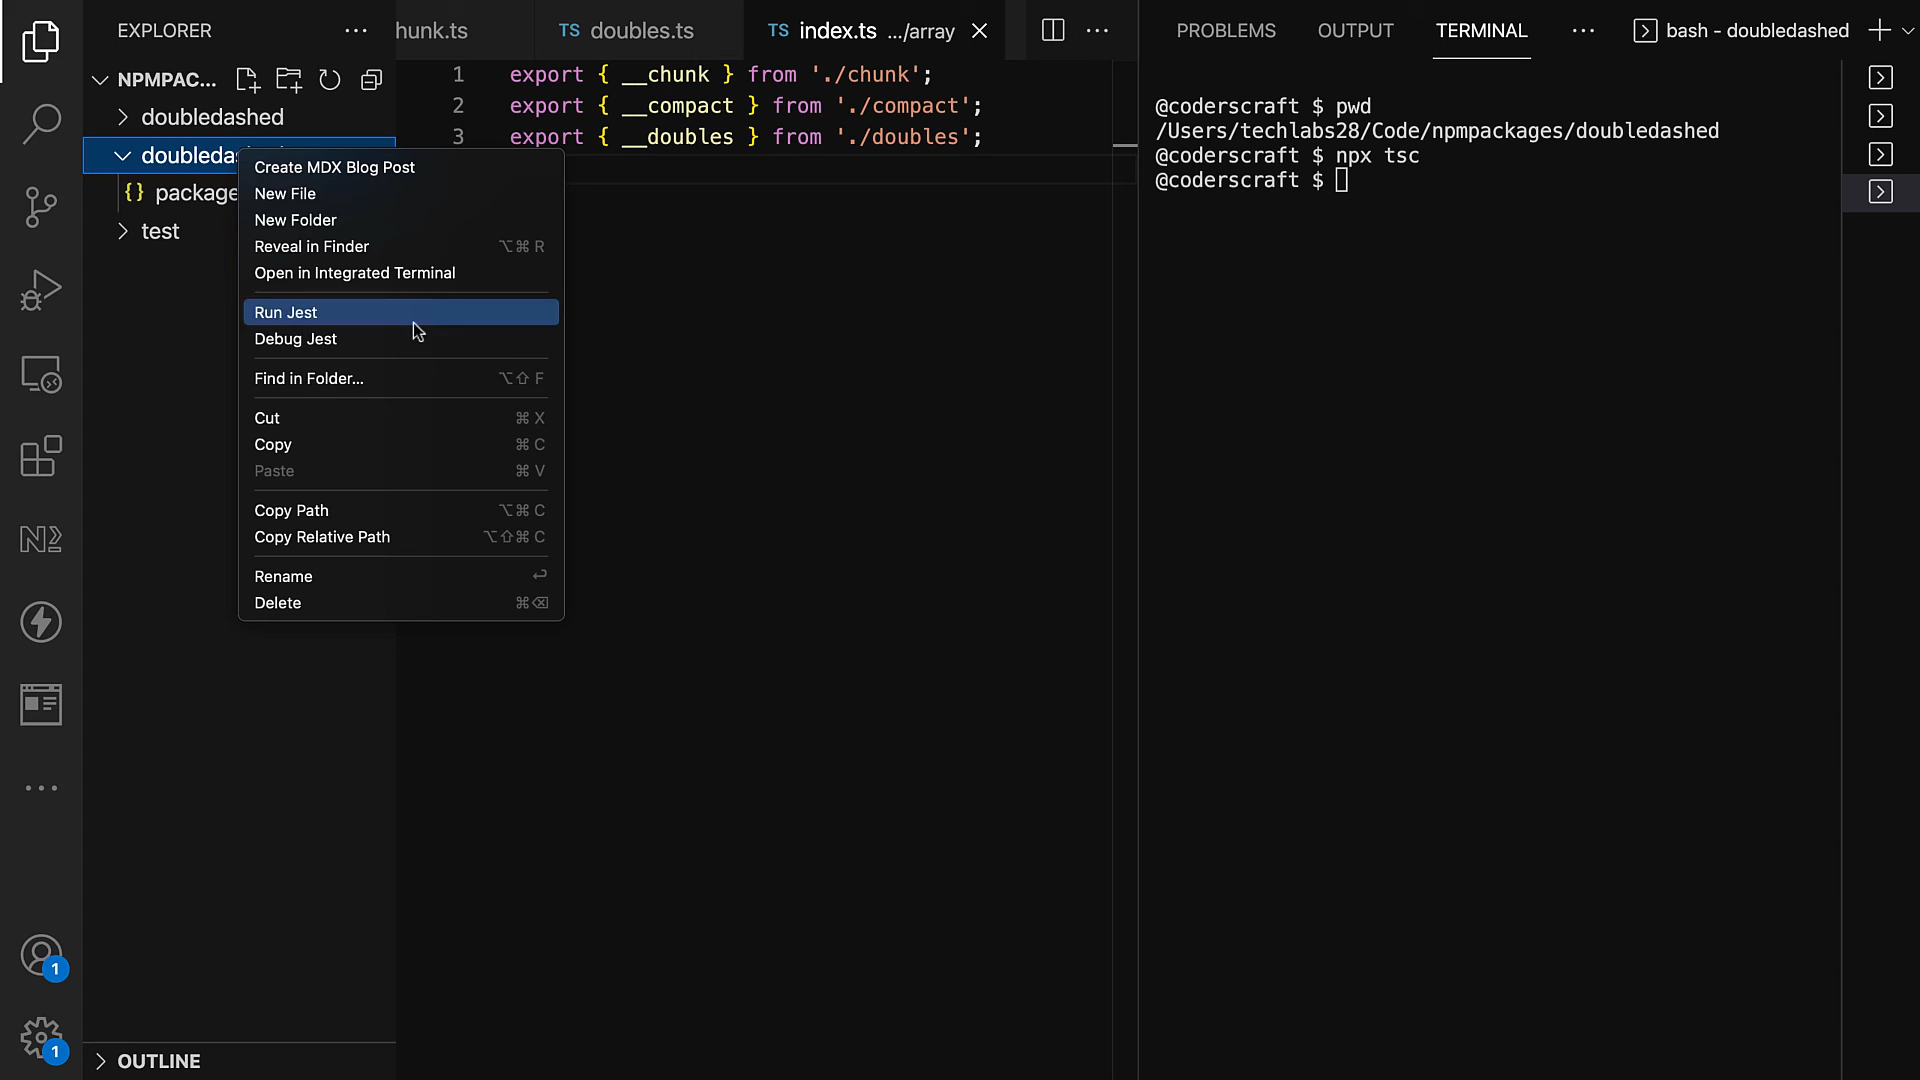 EXPLORER
NPMPAC...
doubledashed
doubleda
{} package
test
OUTLINE
1
1
Create MDX Blog Post
New File
New Folder
Reveal in Finder ⌥⌘ R
Open in Integrated Terminal
Run Jest
Debug Jest
Find in Folder... ⌥⇧ F
Cut ⌘ X
Copy ⌘ C
Paste ⌘ V
Copy Path ⌥⌘ C
Copy Relative Path ⌥⇧⌘ C
Rename ↩
Delete ⌘⌫
hunk.ts TS doubles.ts TS index.ts .../array
1 export { __chunk } from './chunk';
2 export { __compact } from './compact';
3 export { __doubles } from './doubles';
PROBLEMS OUTPUT TERMINAL ... bash - doubledashed
@coderscraft $ pwd
/Users/techlabs28/Code/npmpackages/doubledashed
@coderscraft $ npx tsc
@coderscraft $